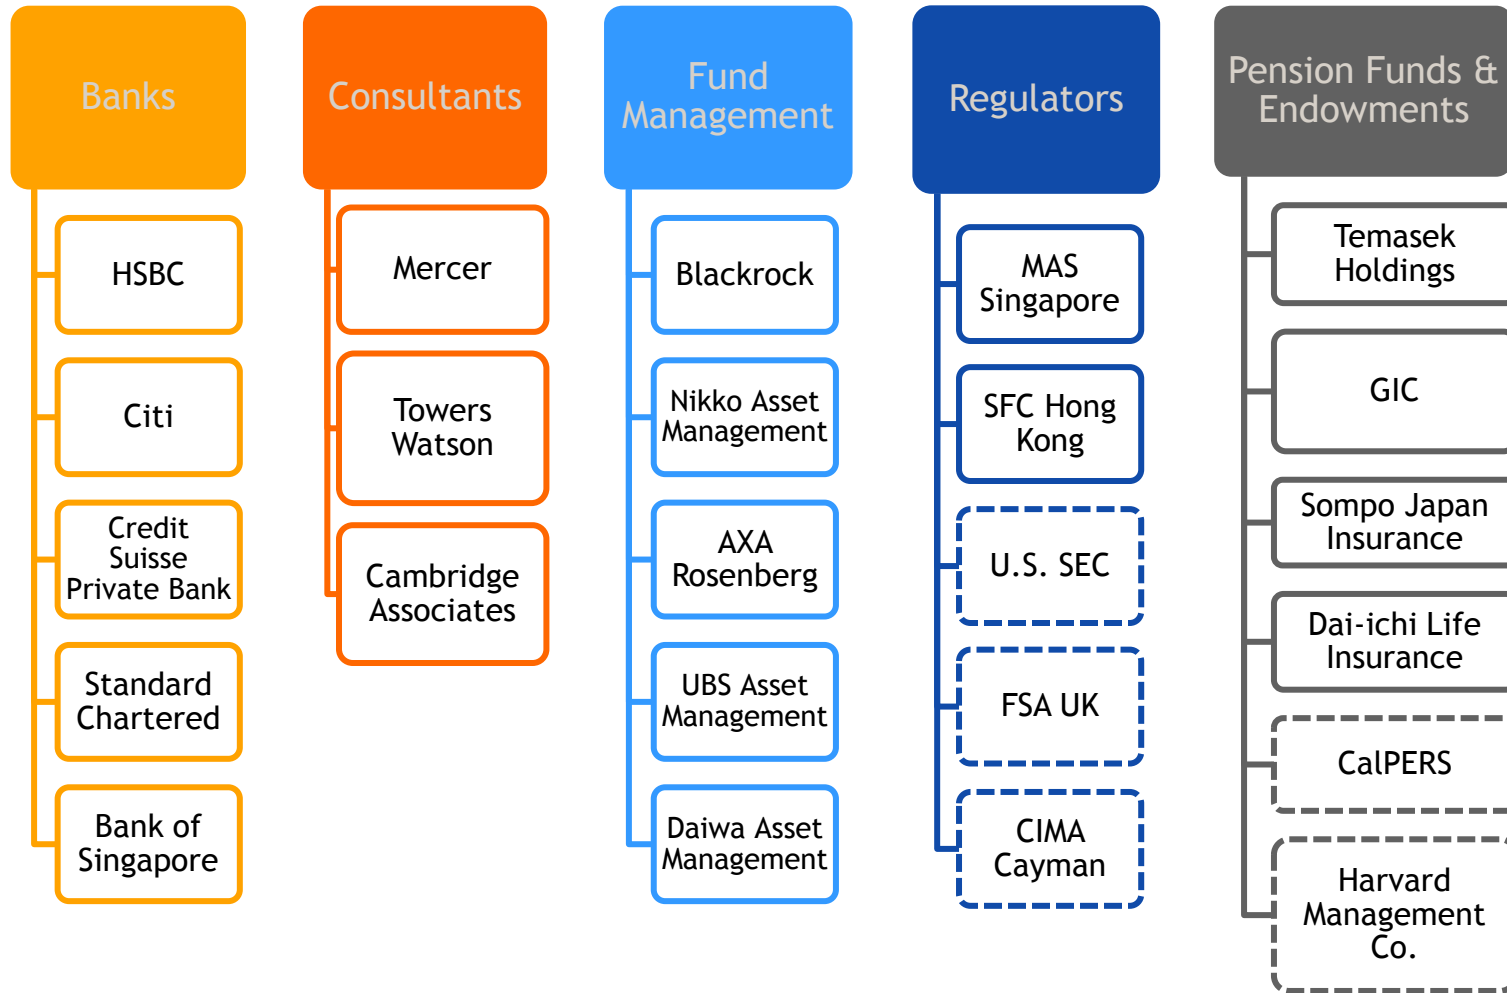 Banks
HSBC
Citi
Credit
Suisse
Private Bank
Standard
Chartered
Bank of
Singapore
Consultants
Mercer
Towers
Watson
Cambridge
Associates
Fund
Management
Blackrock
Nikko Asset
Management
AXA
Rosenberg
UBS Asset
Management
Daiwa Asset
Management
Regulators
MAS
Singapore
SFC Hong
Kong
U.S. SEC
FSA UK
CIMA
Cayman
Pension Funds &
Endowments
Temasek
Holdings
GIC
Sompo Japan
Insurance
Dai-ichi Life
Insurance
CalPERS
Harvard
Management
Co.